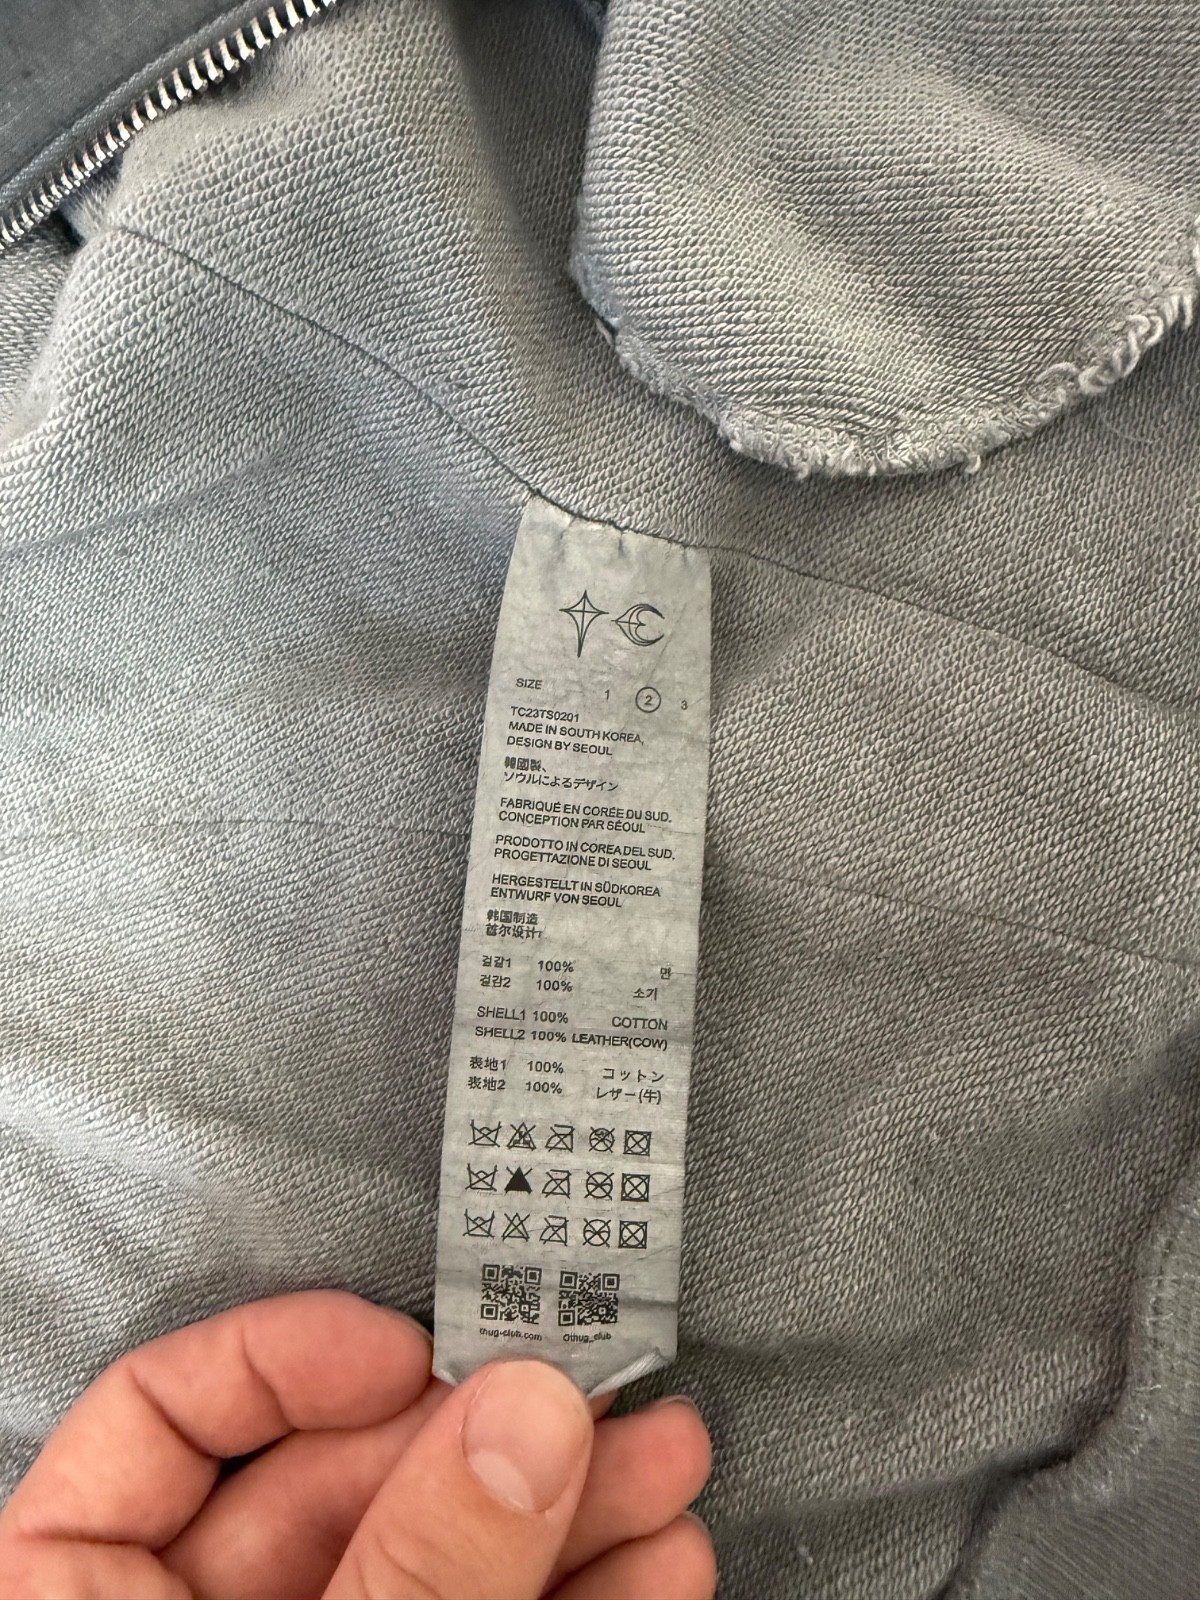 SIZE 1 2 3
TC23TS0201
MADE IN SOUTH KOREA,
DESIGN BY SEOUL
韓國製、
ソウルによるデザイン
FABRIQUÉ EN CORÉE DU SUD.
CONCEPTION PAR SÉOUL
PRODOTTO IN COREA DEL SUD.
PROGETTAZIONE DI SEOUL
HERGESTELLT IN SÜDKOREA
ENTWURF VON SEOUL
韩国制造
首尔设计
겉감1 100% 면
겉감2 100% 소기
SHELL1 100% COTTON
SHELL2 100% LEATHER(COW)
表地1 100% コットン
表地2 100% レザー(牛)
thug-club.com @thug_club